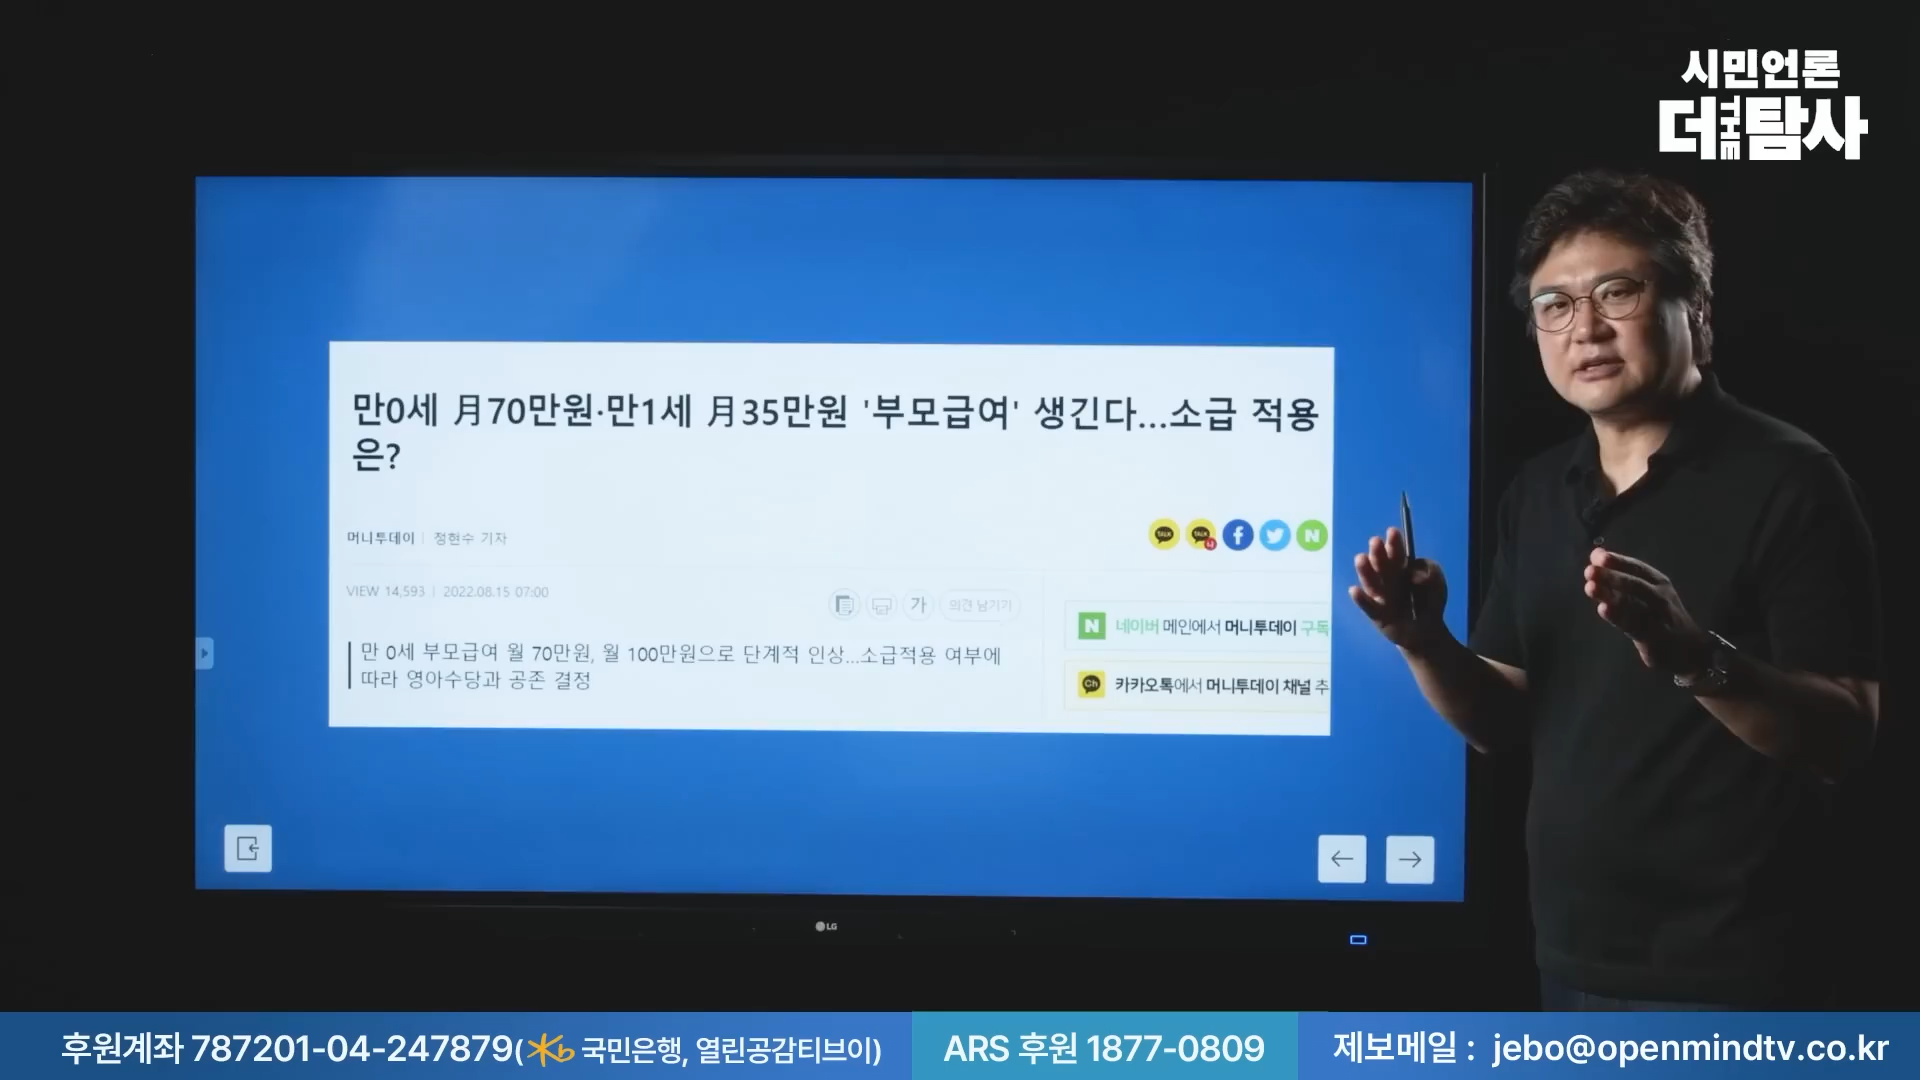 시민언론
더탐사
만0세 月70만원·만1세 月35만원 '부모급여' 생긴다...소급 적용
은?
머니투데이 | 정현수 기자
TALK TALK f N
VIEW 14,593 | 2022.08.15 07:00
가 의견 남기기
N 네이버 메인에서 머니투데이 구독
만 0세 부모급여 월 70만원, 월 100만원으로 단계적 인상...소급적용 여부에
따라 영아수당과 공존 결정
Ch 카카오톡에서 머니투데이 채널 추
LG
후원계좌 787201-04-247879( 국민은행, 열린공감티브이)
ARS 후원 1877-0809
제보메일 : jebo@openmindtv.co.kr